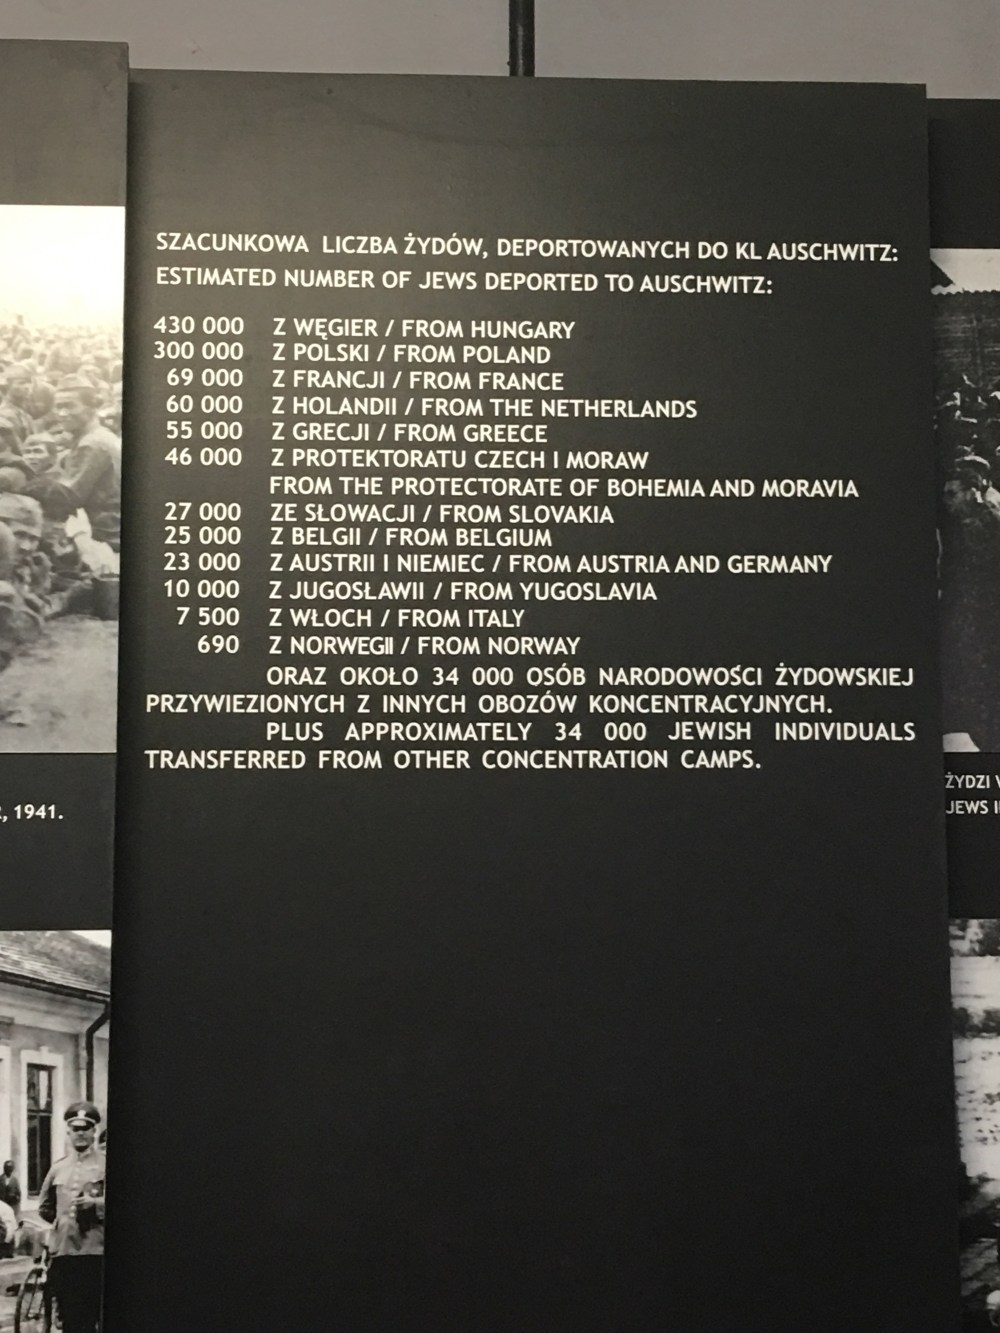 SZACUNKOWA LICZBA ŻYDÓW, DEPORTOWANYCH DO KL AUSCHWITZ:
ESTIMATED NUMBER OF JEWS DEPORTED TO AUSCHWITZ:
430 000 Z WĘGIER / FROM HUNGARY
300 000 Z POLSKI / FROM POLAND
69 000 Z FRANCJI / FROM FRANCE
60 000 Z HOLANDII / FROM THE NETHERLANDS
55 000 Z GRECJI / FROM GREECE
46 000 Z PROTEKTORATU CZECH I MORAW
FROM THE PROTECTORATE OF BOHEMIA AND MORAVIA
27 000 ZE SŁOWACJI / FROM SLOVAKIA
25 000 Z BELGII / FROM BELGIUM
23 000 Z AUSTRII I NIEMIEC / FROM AUSTRIA AND GERMANY
10 000 Z JUGOSŁAWII / FROM YUGOSLAVIA
7 500 Z WŁOCH / FROM ITALY
690 Z NORWEGII / FROM NORWAY
ORAZ OKOŁO 34 000 OSÓB NARODOWOŚCI ŻYDOWSKIEJ
PRZYWIEZIONYCH Z INNYCH OBOZÓW KONCENTRACYJNYCH.
PLUS APPROXIMATELY 34 000 JEWISH INDIVIDUALS
TRANSFERRED FROM OTHER CONCENTRATION CAMPS.
, 1941.
ŻYDZI
JEWS